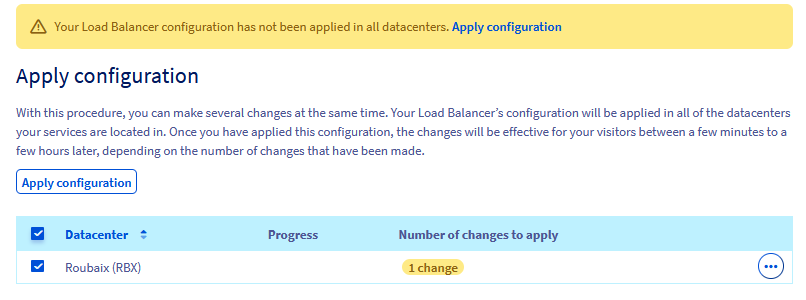 Your Load Balancer configuration has not been applied in all datacenters. Apply configuration
Apply configuration
With this procedure, you can make several changes at the same time. Your Load Balancer's configuration will be applied in all of the datacenters
your services are located in. Once you have applied this configuration, the changes will be effective for your visitors between a few minutes to a
few hours later, depending on the number of changes that have been made.
Apply configuration
Datacenter Progress Number of changes to apply
Roubaix (RBX) 1 change